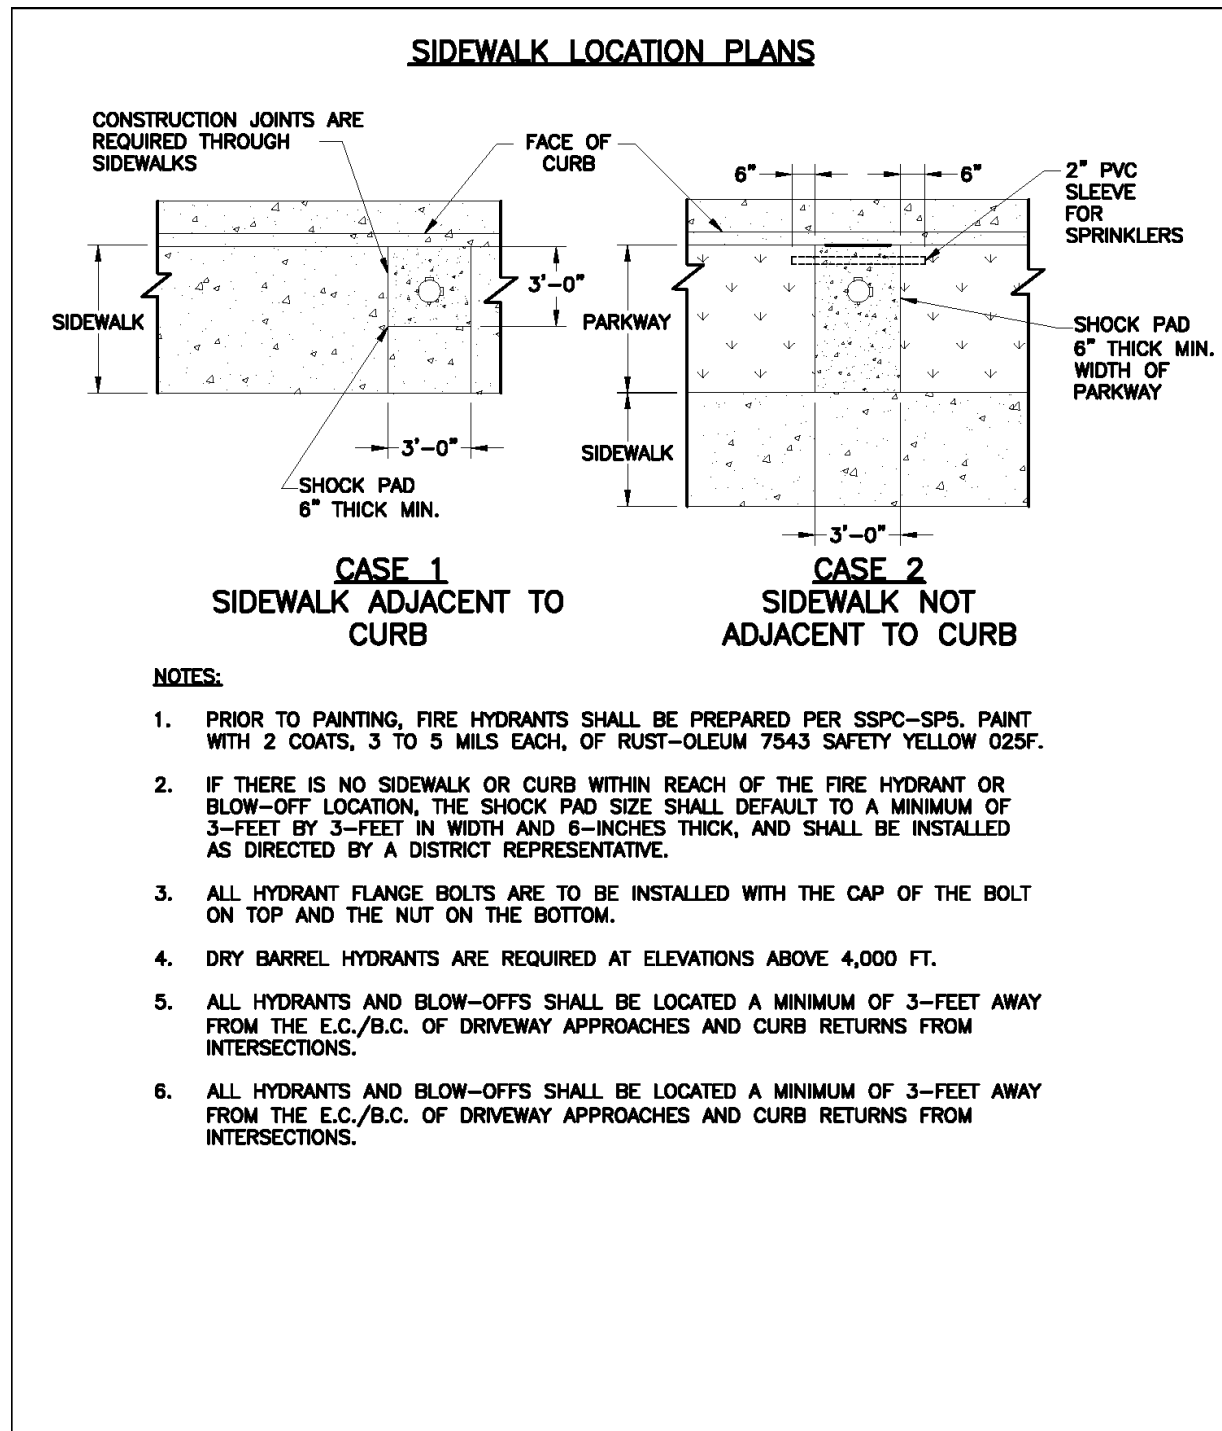 SIDEWALK LOCATION PLANS
CONSTRUCTION JOINTS ARE
REQUIRED THROUGH
SIDEWALKS
FACE OF
CURB
6"
6"
2" PVC
SLEEVE
FOR
SPRINKLERS
3'-0"
SIDEWALK
PARKWAY
SHOCK PAD
6" THICK MIN.
WIDTH OF
PARKWAY
3'-0"
SIDEWALK
SHOCK PAD
6" THICK MIN.
3'-0"
CASE 1
SIDEWALK ADJACENT TO
CURB
CASE 2
SIDEWALK NOT
ADJACENT TO CURB
NOTES:
1. PRIOR TO PAINTING, FIRE HYDRANTS SHALL BE PREPARED PER SSPC-SP5. PAINT
WITH 2 COATS, 3 TO 5 MILS EACH, OF RUST-OLEUM 7543 SAFETY YELLOW 025F.
2. IF THERE IS NO SIDEWALK OR CURB WITHIN REACH OF THE FIRE HYDRANT OR
BLOW-OFF LOCATION, THE SHOCK PAD SIZE SHALL DEFAULT TO A MINIMUM OF
3-FEET BY 3-FEET IN WIDTH AND 6-INCHES THICK, AND SHALL BE INSTALLED
AS DIRECTED BY A DISTRICT REPRESENTATIVE.
3. ALL HYDRANT FLANGE BOLTS ARE TO BE INSTALLED WITH THE CAP OF THE BOLT
ON TOP AND THE NUT ON THE BOTTOM.
4. DRY BARREL HYDRANTS ARE REQUIRED AT ELEVATIONS ABOVE 4,000 FT.
5. ALL HYDRANTS AND BLOW-OFFS SHALL BE LOCATED A MINIMUM OF 3-FEET AWAY
FROM THE E.C./B.C. OF DRIVEWAY APPROACHES AND CURB RETURNS FROM
INTERSECTIONS.
6. ALL HYDRANTS AND BLOW-OFFS SHALL BE LOCATED A MINIMUM OF 3-FEET AWAY
FROM THE E.C./B.C. OF DRIVEWAY APPROACHES AND CURB RETURNS FROM
INTERSECTIONS.